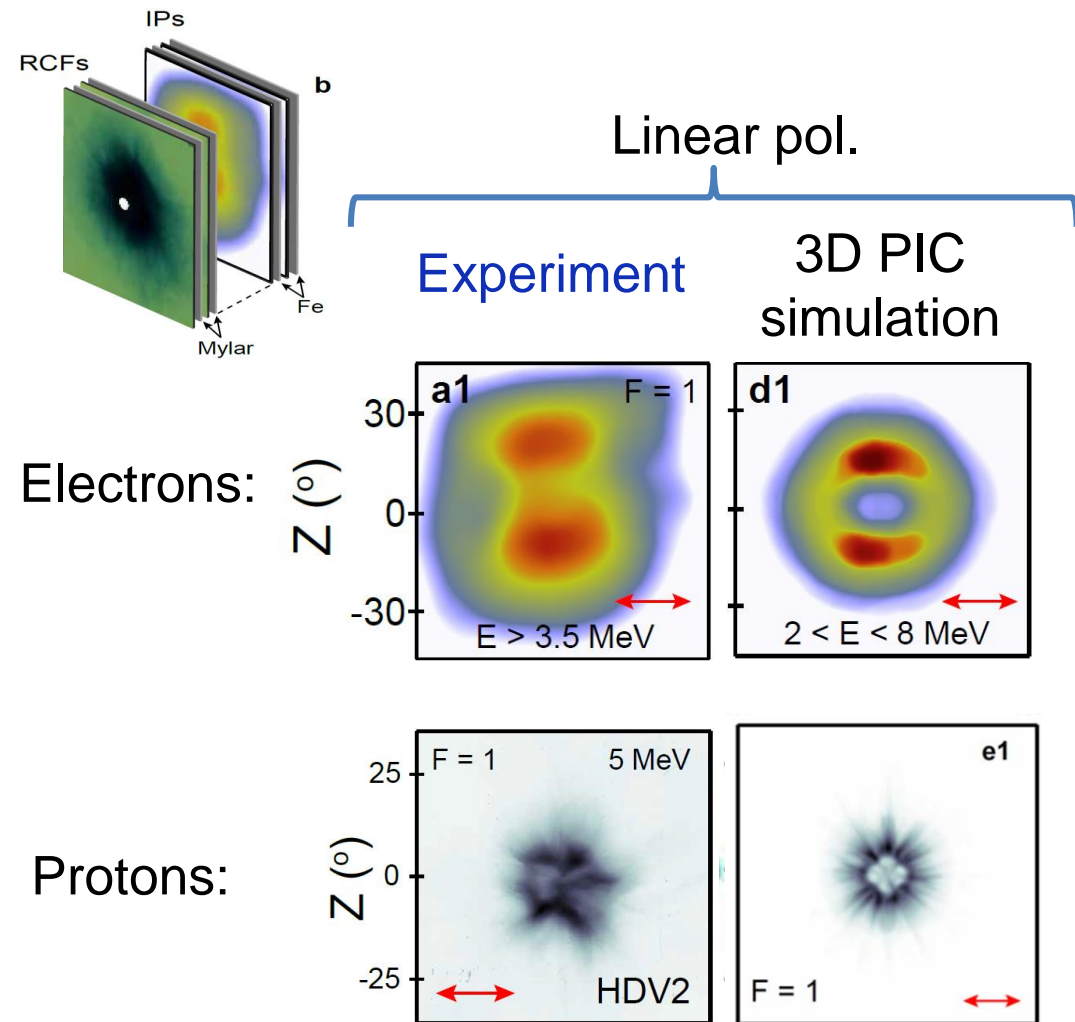 IPs
RCFs
b
Fe
Mylar
Linear pol.
Experiment
3D PIC
simulation
Electrons:
Z (°)
30
0
-30
a1
F = 1
E > 3.5 MeV
d1
2 < E < 8 MeV
Protons:
Z (°)
25
0
-25
F = 1
5 MeV
HDV2
e1
F = 1